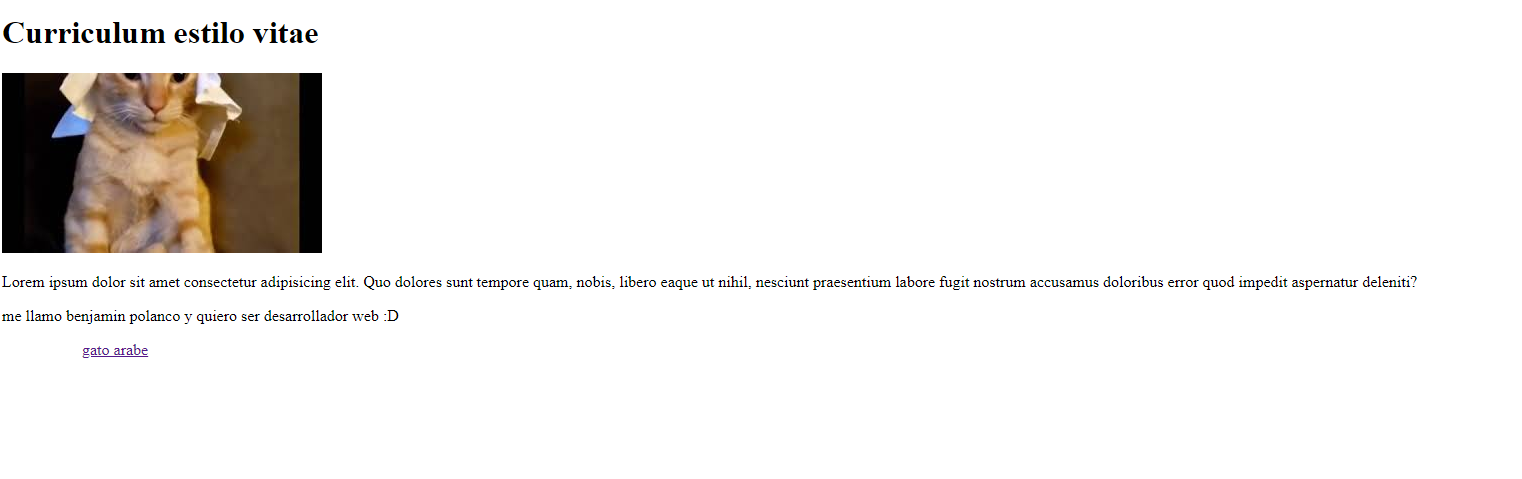 Curriculum estilo vitae
Lorem ipsum dolor sit amet consectetur adipisicing elit. Quo dolores sunt tempore quam, nobis, libero eaque ut nihil, nesciunt praesentium labore fugit nostrum accusamus doloribus error quod impedit aspernatur deleniti?
me llamo benjamin polanco y quiero ser desarrollador web :D
gato arabe